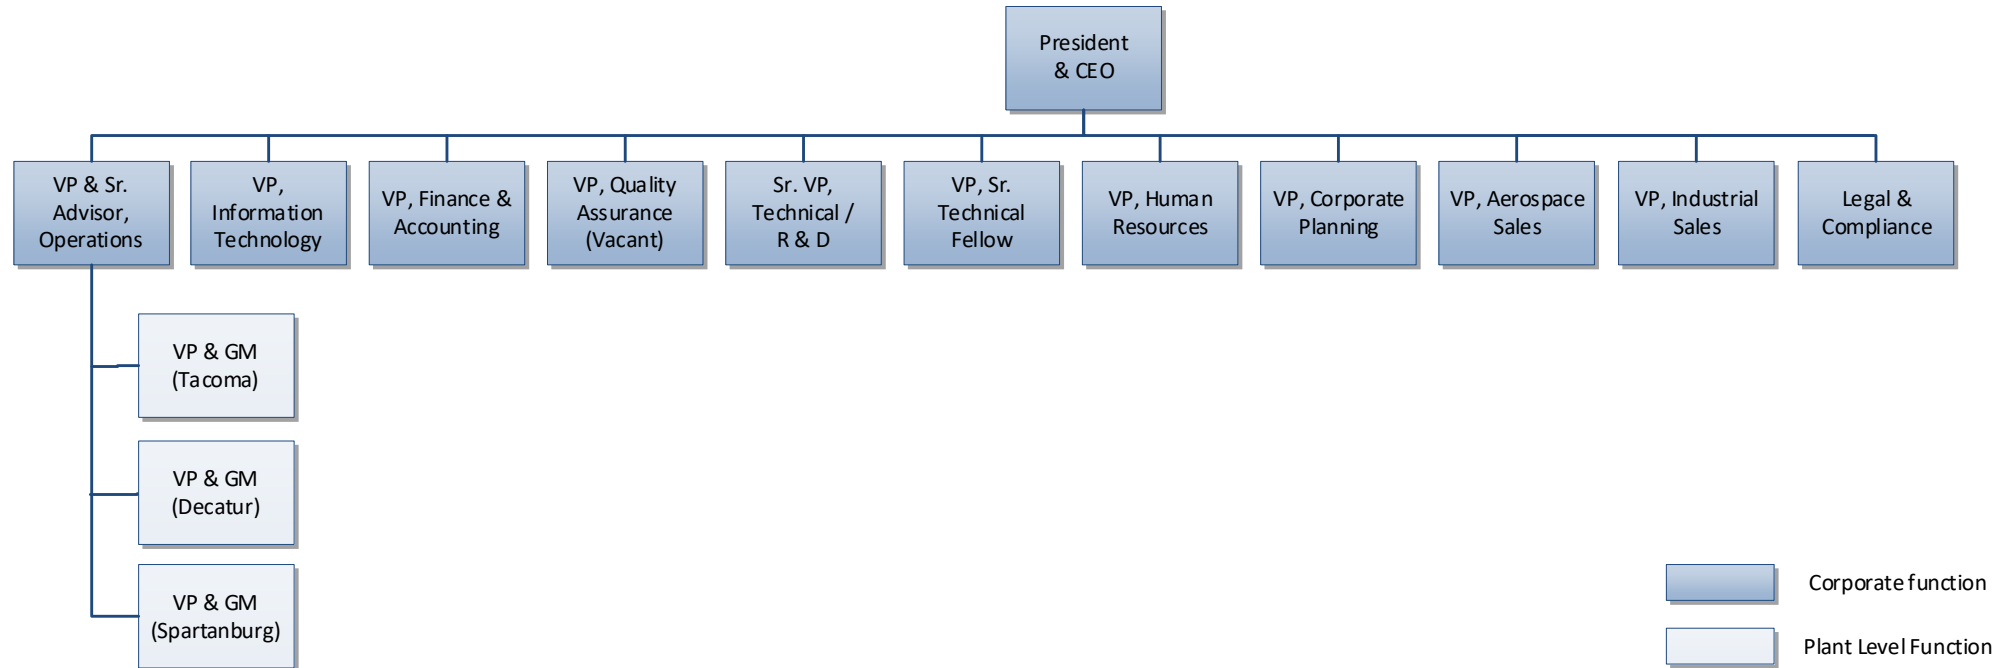 President
& CEO
VP & Sr.
Advisor,
Operations
VP,
Information
Technology
VP, Finance &
Accounting
VP, Quality
Assurance
(Vacant)
Sr. VP,
Technical /
R & D
VP, Sr.
Technical
Fellow
VP, Human
Resources
VP, Corporate
Planning
VP, Aerospace
Sales
VP, Industrial
Sales
Legal &
Compliance
VP & GM
(Tacoma)
VP & GM
(Decatur)
VP & GM
(Spartanburg)
Corporate function
Plant Level Function